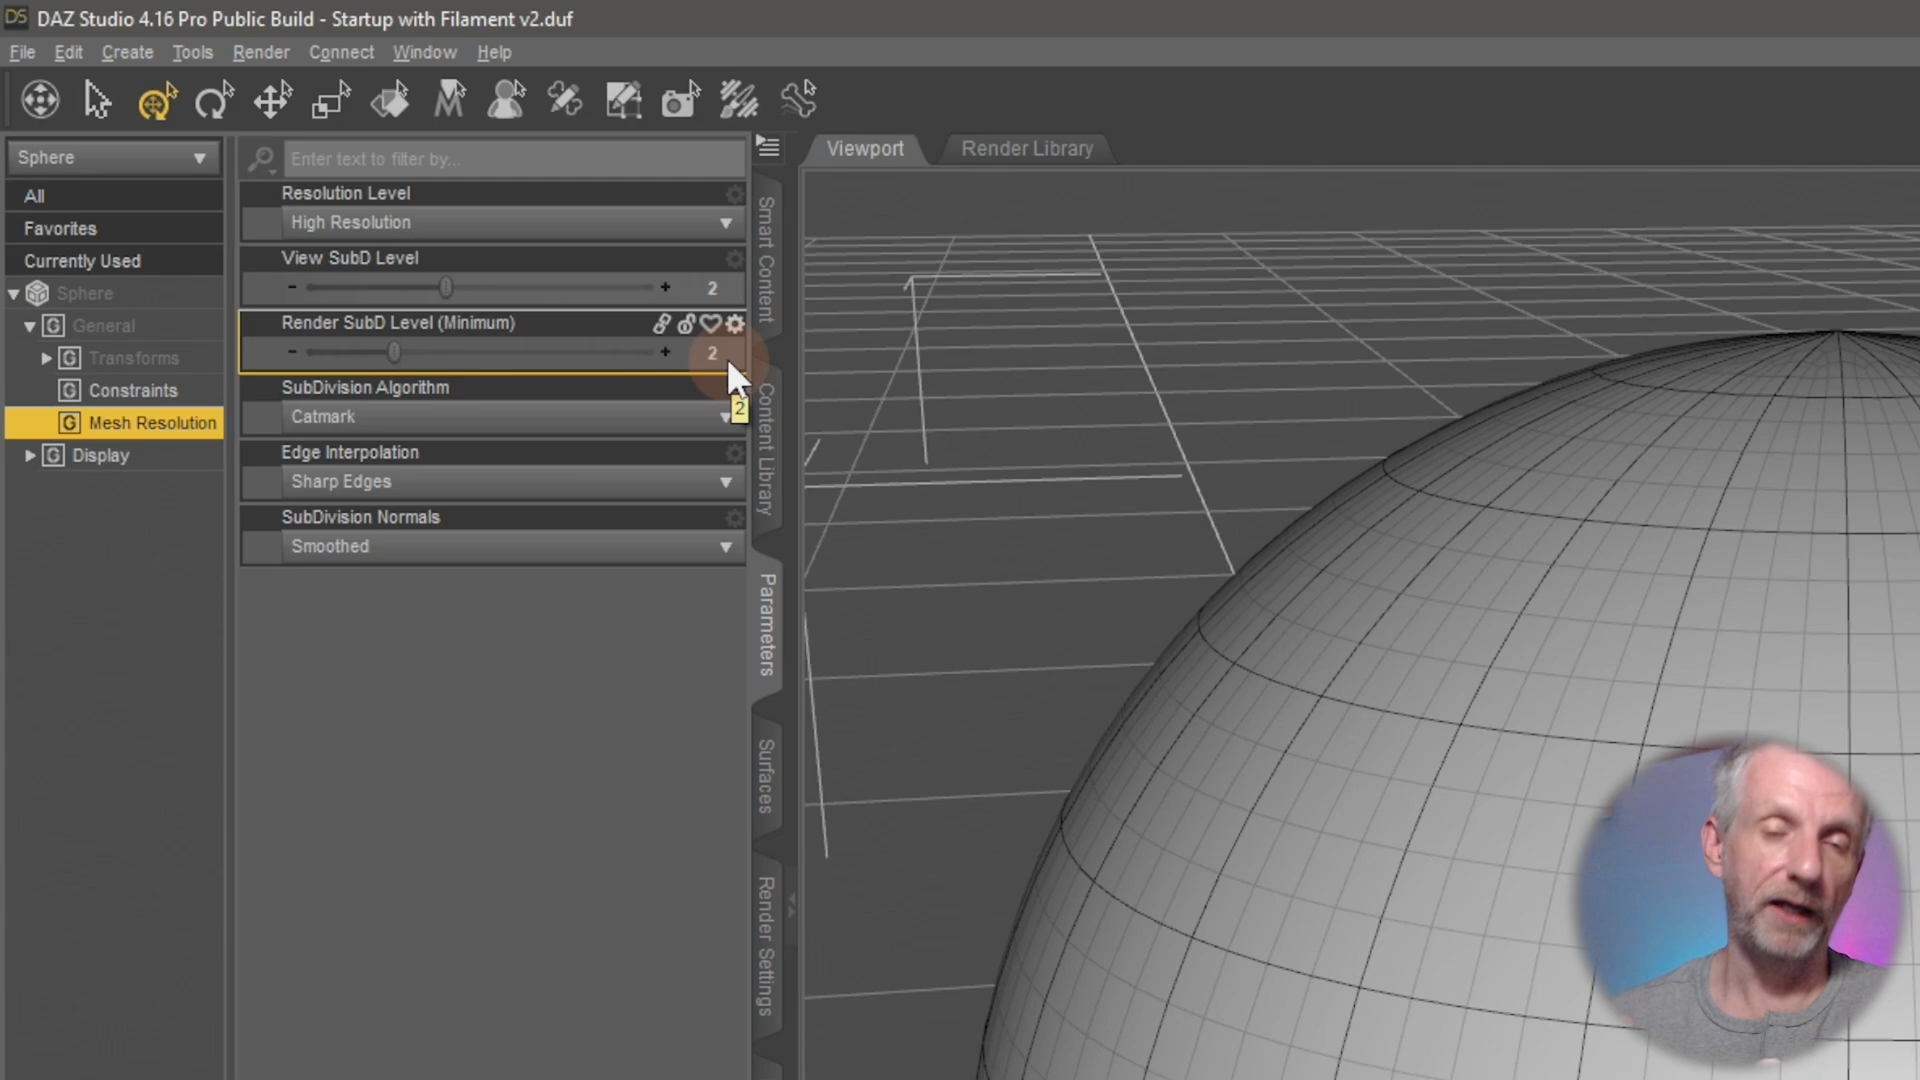 DS DAZ Studio 4.16 Pro Public Build - Startup with Filament v2.duf
File Edit Create Tools Render Connect Window Help
Sphere
All
Favorites
Currently Used
Sphere
General
Transforms
Constraints
Mesh Resolution
Display
Enter text to filter by...
Resolution Level
High Resolution
View SubD Level
- + 2
Render SubD Level (Minimum)
- + 2
2
SubDivision Algorithm
Catmark
Edge Interpolation
Sharp Edges
SubDivision Normals
Smoothed
Smart Content
Content Library
Parameters
Surfaces
Render Settings
Viewport
Render Library